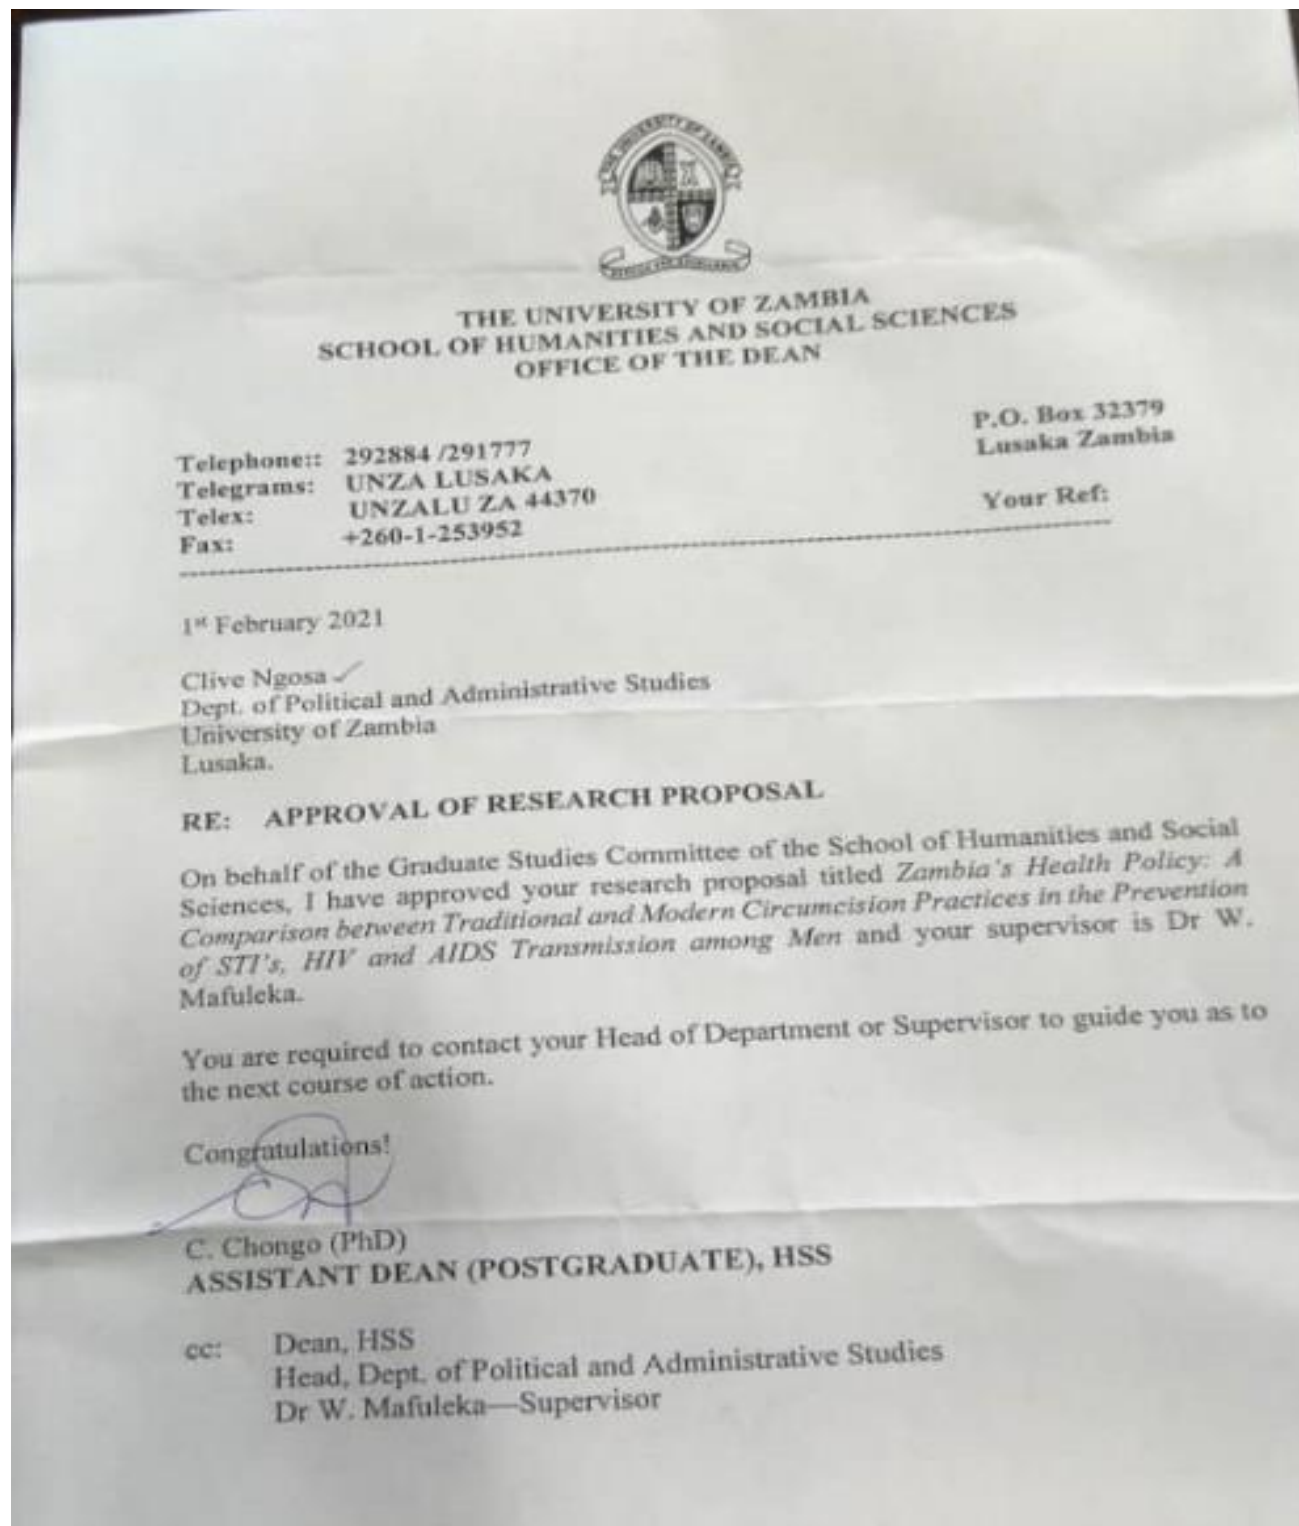 THE UNIVERSITY OF ZAMBIA
THE UNIVERSITY OF ZAMBIA
SCHOOL OF HUMANITIES AND SOCIAL SCIENCES
OFFICE OF THE DEAN
P.O. Box 32379
Lusaka Zambia
Telephone:: 292884 /291777
Telegrams: UNZA LUSAKA
Telex: UNZALU ZA 44370
Your Ref:
Fax: +260-1-253952
1st February 2021
Clive Ngosa
Dept. of Political and Administrative Studies
University of Zambia
Lusaka.
RE: APPROVAL OF RESEARCH PROPOSAL
On behalf of the Graduate Studies Committee of the School of Humanities and Social
Sciences, I have approved your research proposal titled Zambia's Health Policy: A
Comparison between Traditional and Modern Circumcision Practices in the Prevention
of STI's, HIV and AIDS Transmission among Men and your supervisor is Dr W.
Mafuleka.
You are required to contact your Head of Department or Supervisor to guide you as to
the next course of action.
Congratulations!
C. Chongo (PhD)
ASSISTANT DEAN (POSTGRADUATE), HSS
cc: Dean, HSS
Head, Dept. of Political and Administrative Studies
Dr W. Mafuleka—Supervisor